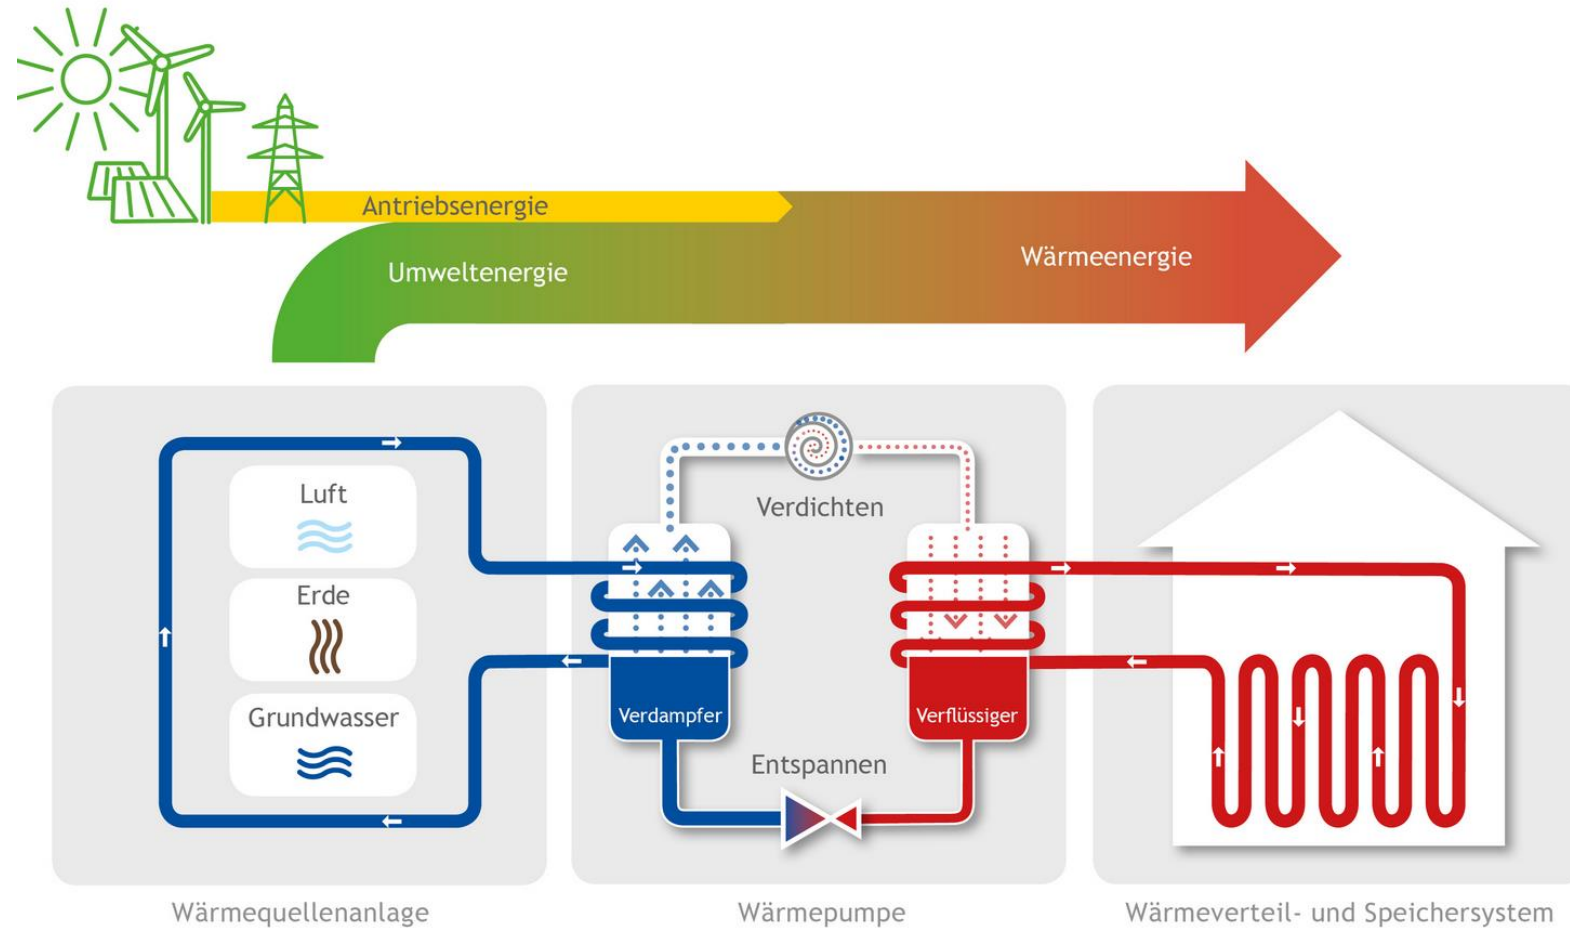 Antriebsenergie
Umweltenergie
Wärmeenergie
Luft
Erde
Grundwasser
Verdichten
Verdampfer
Verflüssiger
Entspannen
Wärmequellenanlage
Wärmepumpe
Wärmeverteil- und Speichersystem